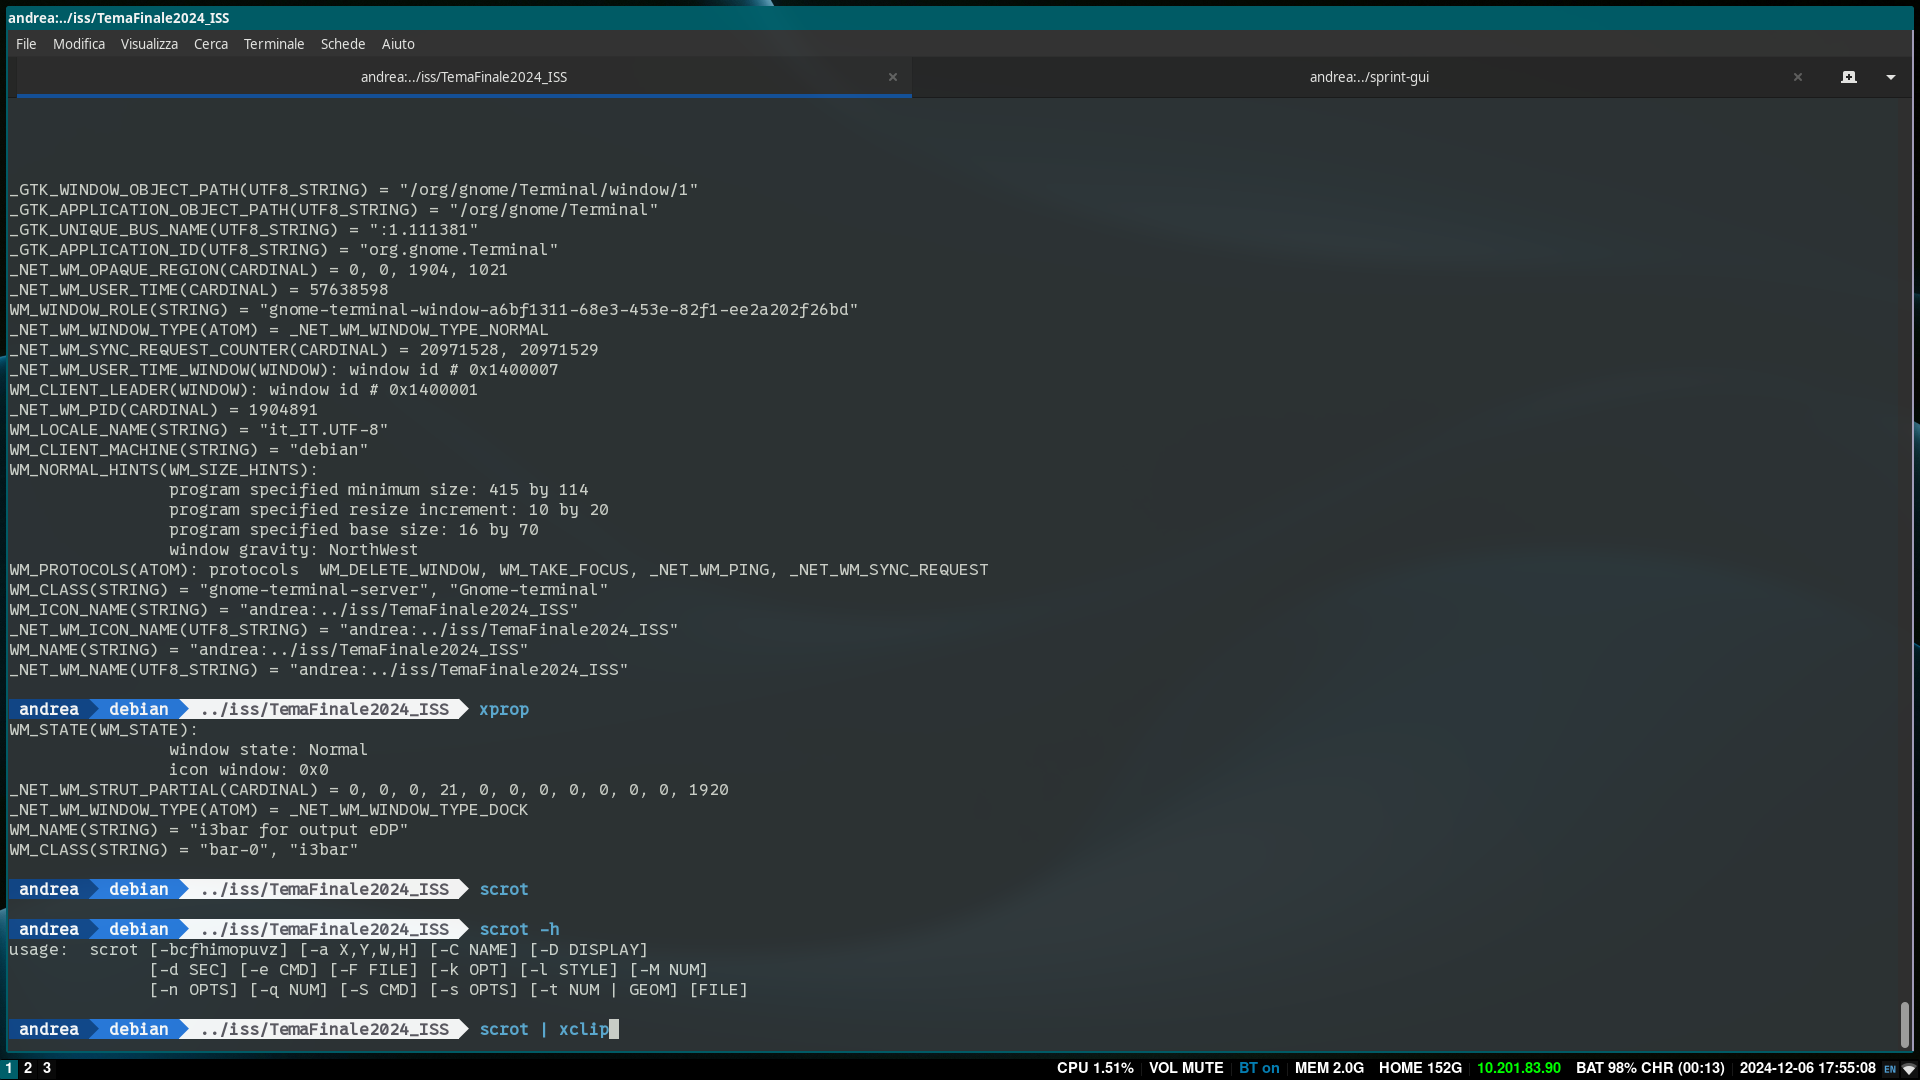 andrea:../iss/TemaFinale2024_ISS
File Modifica Visualizza Cerca Terminale Schede Aiuto
andrea:../iss/TemaFinale2024_ISS × andrea:../sprint-gui ×
_GTK_WINDOW_OBJECT_PATH(UTF8_STRING) = "/org/gnome/Terminal/window/1"
_GTK_APPLICATION_OBJECT_PATH(UTF8_STRING) = "/org/gnome/Terminal"
_GTK_UNIQUE_BUS_NAME(UTF8_STRING) = ":1.111381"
_GTK_APPLICATION_ID(UTF8_STRING) = "org.gnome.Terminal"
_NET_WM_OPAQUE_REGION(CARDINAL) = 0, 0, 1904, 1021
_NET_WM_USER_TIME(CARDINAL) = 57638598
WM_WINDOW_ROLE(STRING) = "gnome-terminal-window-a6bf1311-68e3-453e-82f1-ee2a202f26bd"
_NET_WM_WINDOW_TYPE(ATOM) = _NET_WM_WINDOW_TYPE_NORMAL
_NET_WM_SYNC_REQUEST_COUNTER(CARDINAL) = 20971528, 20971529
_NET_WM_USER_TIME_WINDOW(WINDOW): window id # 0x1400007
WM_CLIENT_LEADER(WINDOW): window id # 0x1400001
_NET_WM_PID(CARDINAL) = 1904891
WM_LOCALE_NAME(STRING) = "it_IT.UTF-8"
WM_CLIENT_MACHINE(STRING) = "debian"
WM_NORMAL_HINTS(WM_SIZE_HINTS):
program specified minimum size: 415 by 114
program specified resize increment: 10 by 20
program specified base size: 16 by 70
window gravity: NorthWest
WM_PROTOCOLS(ATOM): protocols  WM_DELETE_WINDOW, WM_TAKE_FOCUS, _NET_WM_PING, _NET_WM_SYNC_REQUEST
WM_CLASS(STRING) = "gnome-terminal-server", "Gnome-terminal"
WM_ICON_NAME(STRING) = "andrea:../iss/TemaFinale2024_ISS"
_NET_WM_ICON_NAME(UTF8_STRING) = "andrea:../iss/TemaFinale2024_ISS"
WM_NAME(STRING) = "andrea:../iss/TemaFinale2024_ISS"
_NET_WM_NAME(UTF8_STRING) = "andrea:../iss/TemaFinale2024_ISS"
andrea debian ../iss/TemaFinale2024_ISS xprop
WM_STATE(WM_STATE):
window state: Normal
icon window: 0x0
_NET_WM_STRUT_PARTIAL(CARDINAL) = 0, 0, 0, 21, 0, 0, 0, 0, 0, 0, 0, 1920
_NET_WM_WINDOW_TYPE(ATOM) = _NET_WM_WINDOW_TYPE_DOCK
WM_NAME(STRING) = "i3bar for output eDP"
WM_CLASS(STRING) = "bar-0", "i3bar"
andrea debian ../iss/TemaFinale2024_ISS scrot
andrea debian ../iss/TemaFinale2024_ISS scrot -h
usage:  scrot [-bcfhimopuvz] [-a X,Y,W,H] [-C NAME] [-D DISPLAY]
[-d SEC] [-e CMD] [-F FILE] [-k OPT] [-l STYLE] [-M NUM]
[-n OPTS] [-q NUM] [-S CMD] [-s OPTS] [-t NUM | GEOM] [FILE]
andrea debian ../iss/TemaFinale2024_ISS scrot | xclip
1 2 3 CPU 1.51% VOL MUTE BT on MEM 2.0G HOME 152G 10.201.83.90 BAT 98% CHR (00:13) 2024-12-06 17:55:08 EN